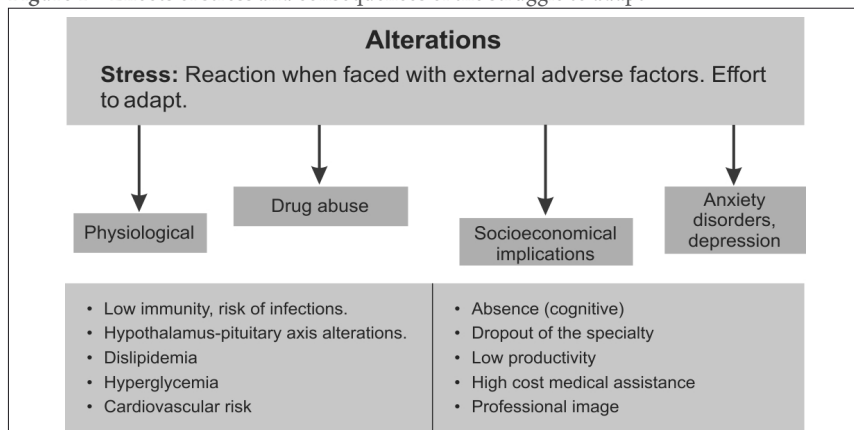 Alterations
Stress: Reaction when faced with external adverse factors. Effort
to adapt.
Physiological
Drug abuse
Socioeconomical
implications
Anxiety
disorders,
depression
• Low immunity, risk of infections.
• Hypothalamus-pituitary axis alterations.
• Dislipidemia
• Hyperglycemia
• Cardiovascular risk
• Absence (cognitive)
• Dropout of the specialty
• Low productivity
• High cost medical assistance
• Professional image